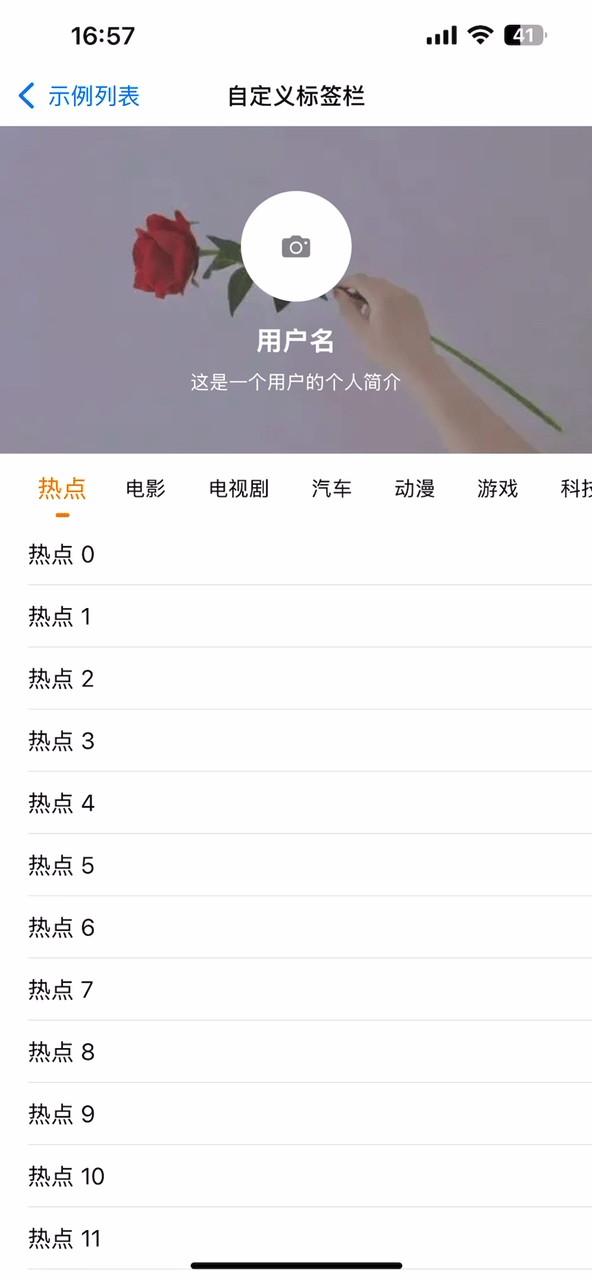 16:57
41
示例列表
自定义标签栏
用户名
这是一个用户的个人简介
热点 电影 电视剧 汽车 动漫 游戏 科技
热点 0
热点 1
热点 2
热点 3
热点 4
热点 5
热点 6
热点 7
热点 8
热点 9
热点 10
热点 11